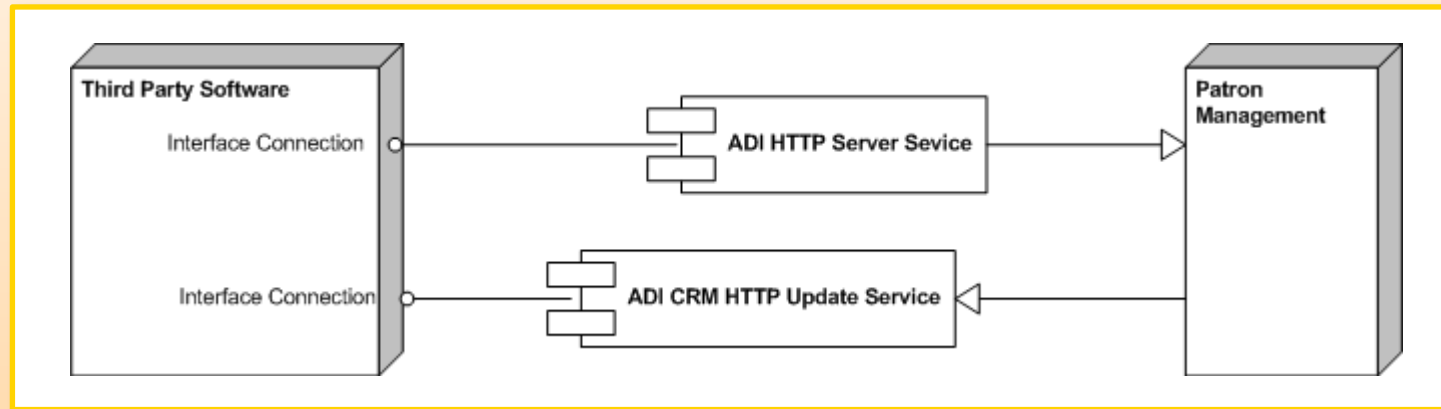 Third Party Software
Interface Connection
ADI HTTP Server Sevice
Patron
Management
Interface Connection
ADI CRM HTTP Update Service